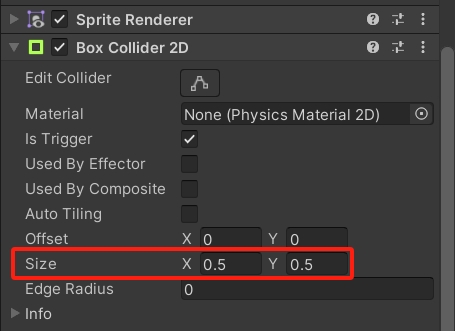 Sprite Renderer
Box Collider 2D
Edit Collider
Material None (Physics Material 2D)
Is Trigger
Used By Effector
Used By Composite
Auto Tiling
Offset X 0 Y 0
Size X 0.5 Y 0.5
Edge Radius 0
Info